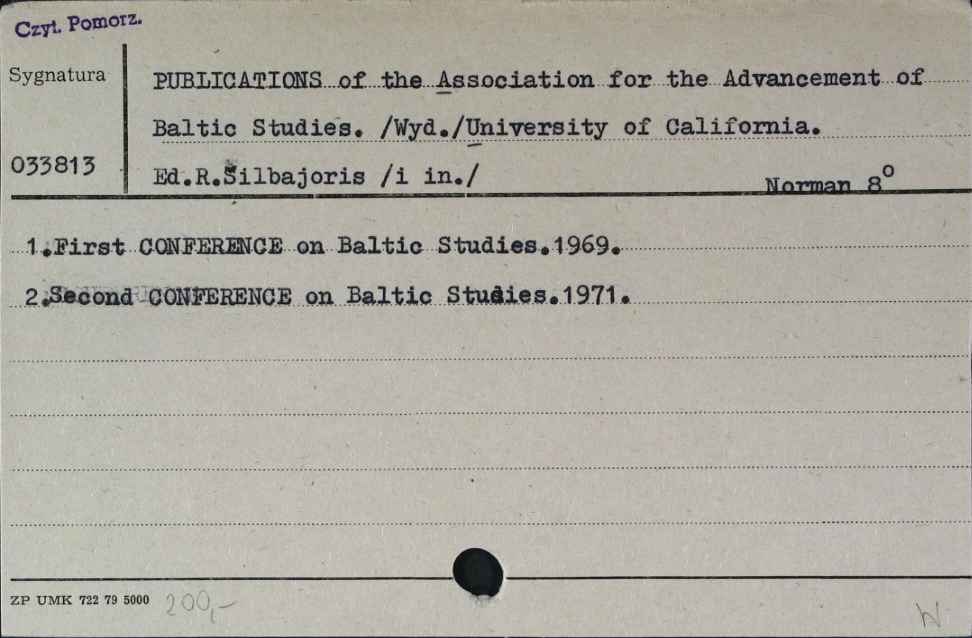 Czyt. Pomorz.
Sygnatura
PUBLICATIONS of the Association for the Advancement of
Baltic Studies. /Wyd./University of California.
033813
Ed.R.Silbajoris /i in./
Norman 8o
1.First CONFERENCE on Baltic Studies.1969.
2.Second CONFERENCE on Baltic Studies.1971.
ZP UMK 722 79 5000
200,-
W